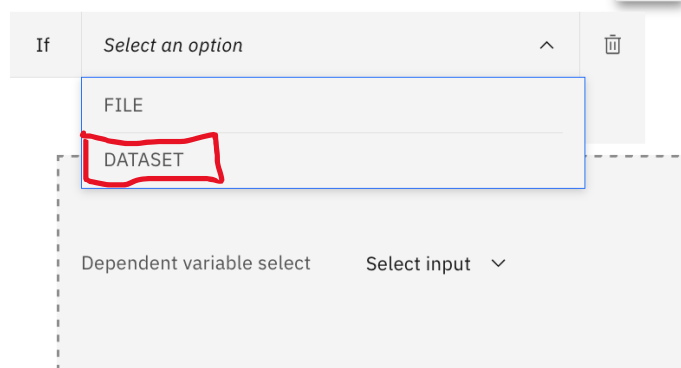 If Select an option
FILE
DATASET
Dependent variable select Select input